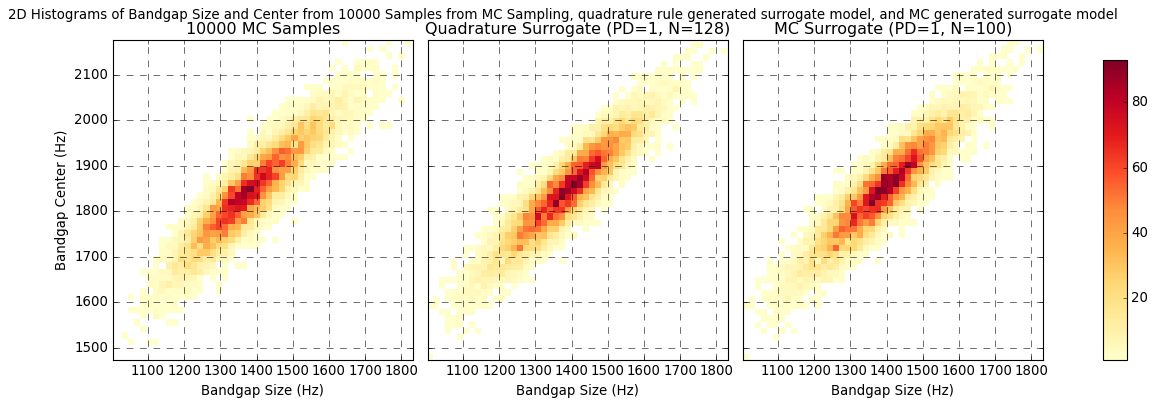 2D Histograms of Bandgap Size and Center from 10000 Samples from MC Sampling, quadrature rule generated surrogate model, and MC generated surrogate model
10000 MC Samples
Quadrature Surrogate (PD=1, N=128)
MC Surrogate (PD=1, N=100)
Bandgap Center (Hz)
2100
2000
1900
1800
1700
1600
1500
1100 1200 1300 1400 1500 1600 1700 1800
1100 1200 1300 1400 1500 1600 1700 1800
1100 1200 1300 1400 1500 1600 1700 1800
Bandgap Size (Hz)
Bandgap Size (Hz)
Bandgap Size (Hz)
80
60
40
20